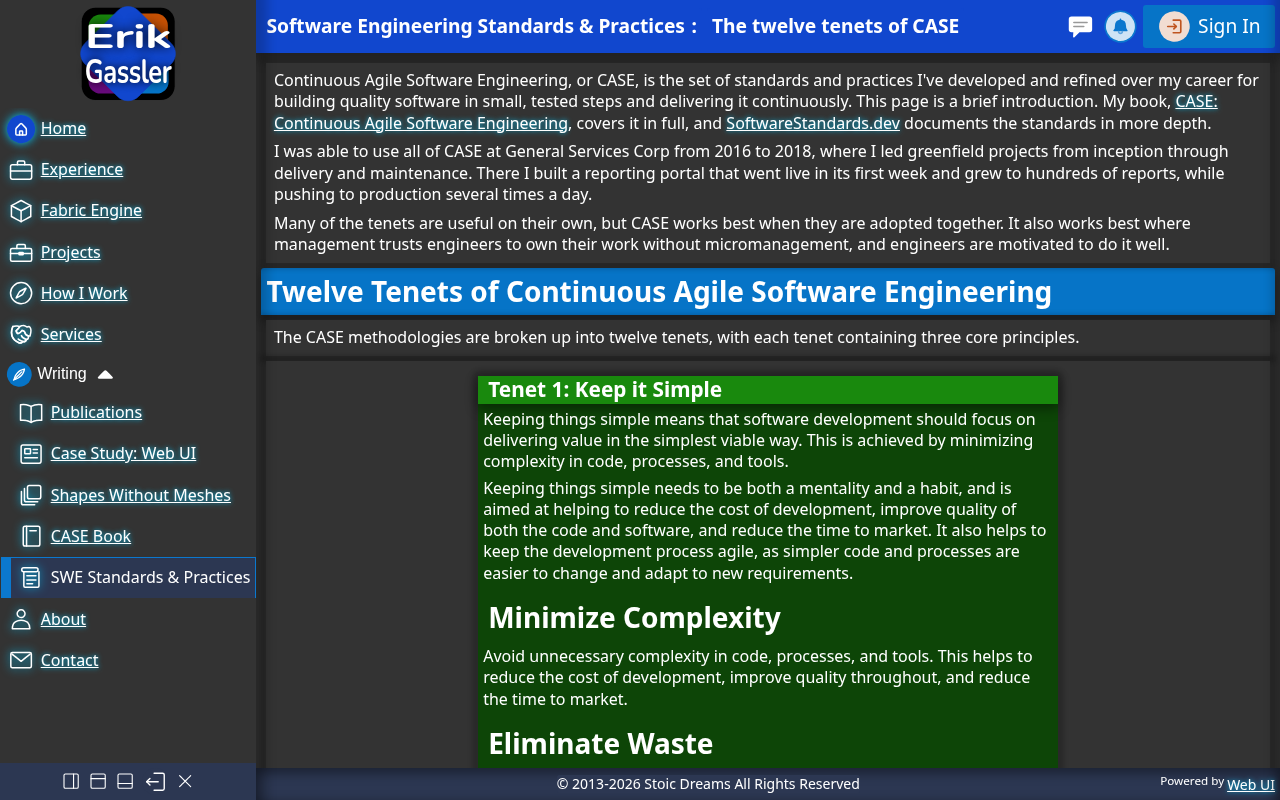 Erik
Gassler
Home
Experience
Fabric Engine
Projects
How I Work
Services
Writing
Publications
Case Study: Web UI
Shapes Without Meshes
CASE Book
SWE Standards & Practices
About
Contact
Software Engineering Standards & Practices : The twelve tenets of CASE
Sign In
Continuous Agile Software Engineering, or CASE, is the set of standards and practices I've developed and refined over my career for
building quality software in small, tested steps and delivering it continuously. This page is a brief introduction. My book, CASE:
Continuous Agile Software Engineering, covers it in full, and SoftwareStandards.dev documents the standards in more depth.
I was able to use all of CASE at General Services Corp from 2016 to 2018, where I led greenfield projects from inception through
delivery and maintenance. There I built a reporting portal that went live in its first week and grew to hundreds of reports, while
pushing to production several times a day.
Many of the tenets are useful on their own, but CASE works best when they are adopted together. It also works best where
management trusts engineers to own their work without micromanagement, and engineers are motivated to do it well.
Twelve Tenets of Continuous Agile Software Engineering
The CASE methodologies are broken up into twelve tenets, with each tenet containing three core principles.
Tenet 1: Keep it Simple
Keeping things simple means that software development should focus on
delivering value in the simplest viable way. This is achieved by minimizing
complexity in code, processes, and tools.
Keeping things simple needs to be both a mentality and a habit, and is
aimed at helping to reduce the cost of development, improve quality of
both the code and software, and reduce the time to market. It also helps to
keep the development process agile, as simpler code and processes are
easier to change and adapt to new requirements.
Minimize Complexity
Avoid unnecessary complexity in code, processes, and tools. This helps to
reduce the cost of development, improve quality throughout, and reduce
the time to market.
Eliminate Waste
© 2013-2026 Stoic Dreams All Rights Reserved
Powered by Web UI